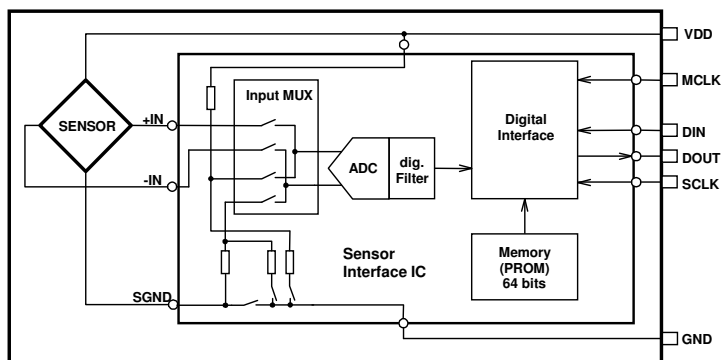 VDD
MCLK
Input MUX
+IN
SENSOR
Digital
Interface
DIN
ADC
dig.
Filter
DOUT
-IN
SCLK
Sensor
Interface IC
Memory
(PROM)
64 bits
SGND
GND